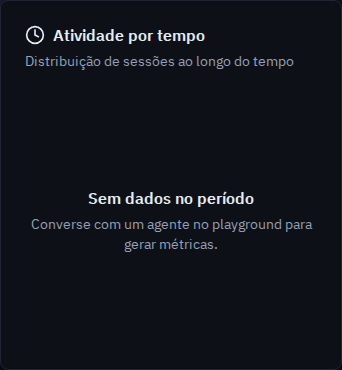 Atividade por tempo
Distribuição de sessões ao longo do tempo
Sem dados no período
Converse com um agente no playground para
gerar métricas.